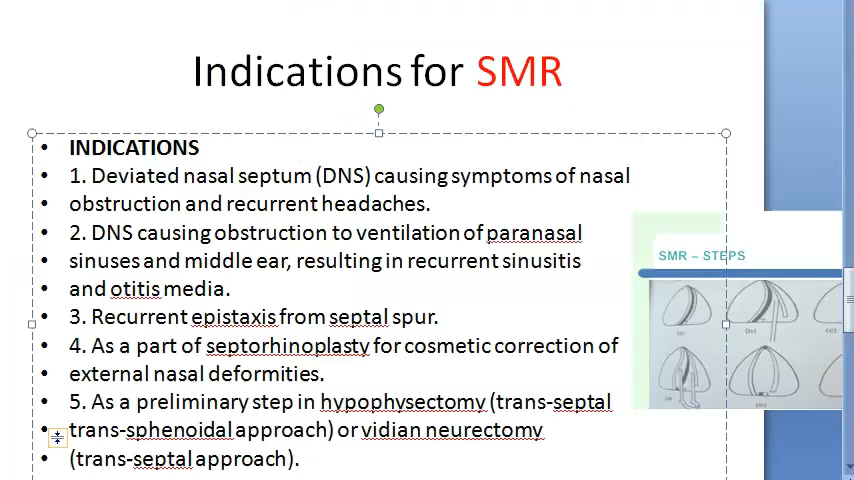 Indications for SMR
• INDICATIONS
• 1. Deviated nasal septum (DNS) causing symptoms of nasal
• obstruction and recurrent headaches.
• 2. DNS causing obstruction to ventilation of paranasal
• sinuses and middle ear, resulting in recurrent sinusitis
• and otitis media.
• 3. Recurrent epistaxis from septal spur.
• 4. As a part of septorhinoplasty for cosmetic correction of
• external nasal deformities.
• 5. As a preliminary step in hypophysectomy (trans-septal
• trans-sphenoidal approach) or vidian neurectomy
• (trans-septal approach).
SMR – STEPS